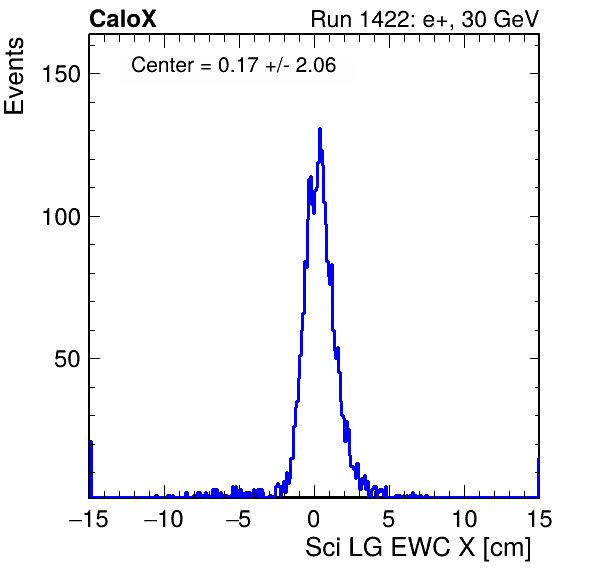 CaloX Run 1422: e+, 30 GeV
Center = 0.17 +/- 2.06
Events
150
100
50
−15 −10 −5 0 5 10 15
Sci LG EWC X [cm]